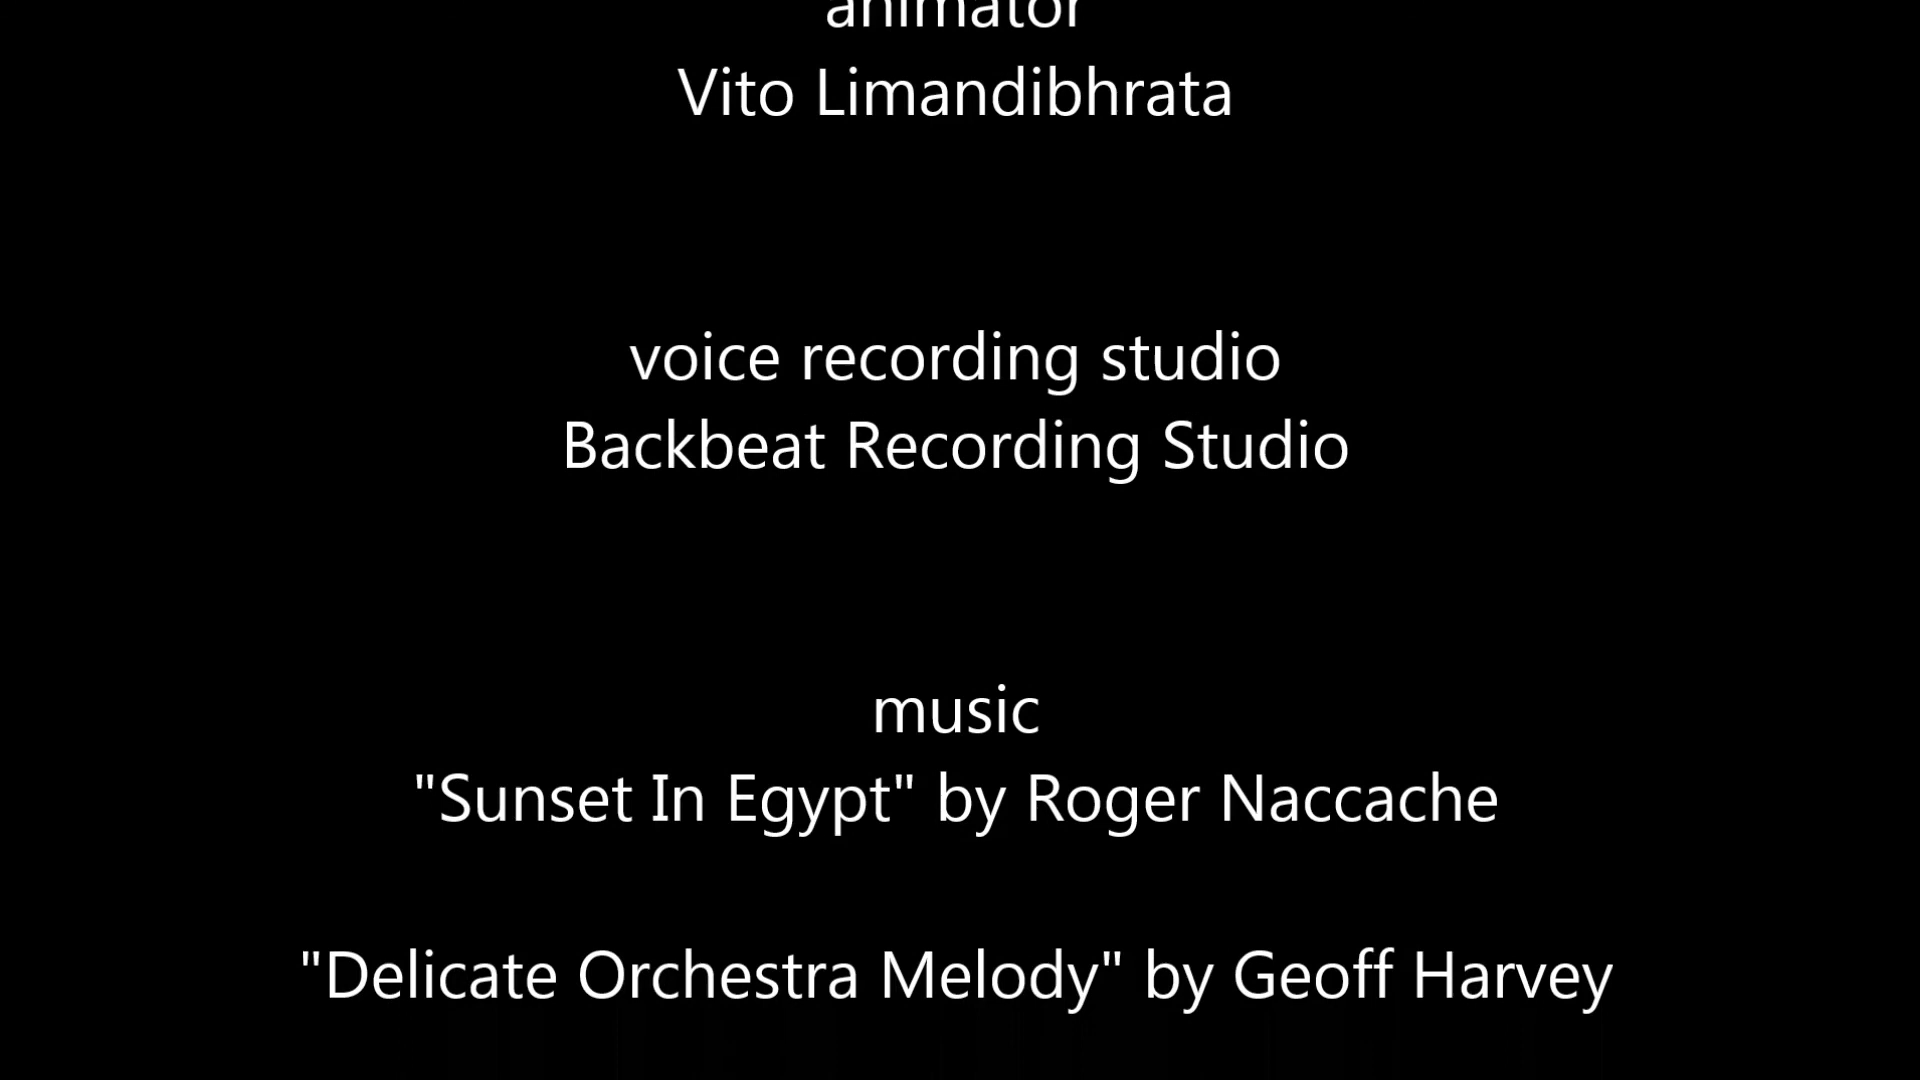 animator
Vito Limandibhrata
voice recording studio
Backbeat Recording Studio
music
"Sunset In Egypt" by Roger Naccache
"Delicate Orchestra Melody" by Geoff Harvey